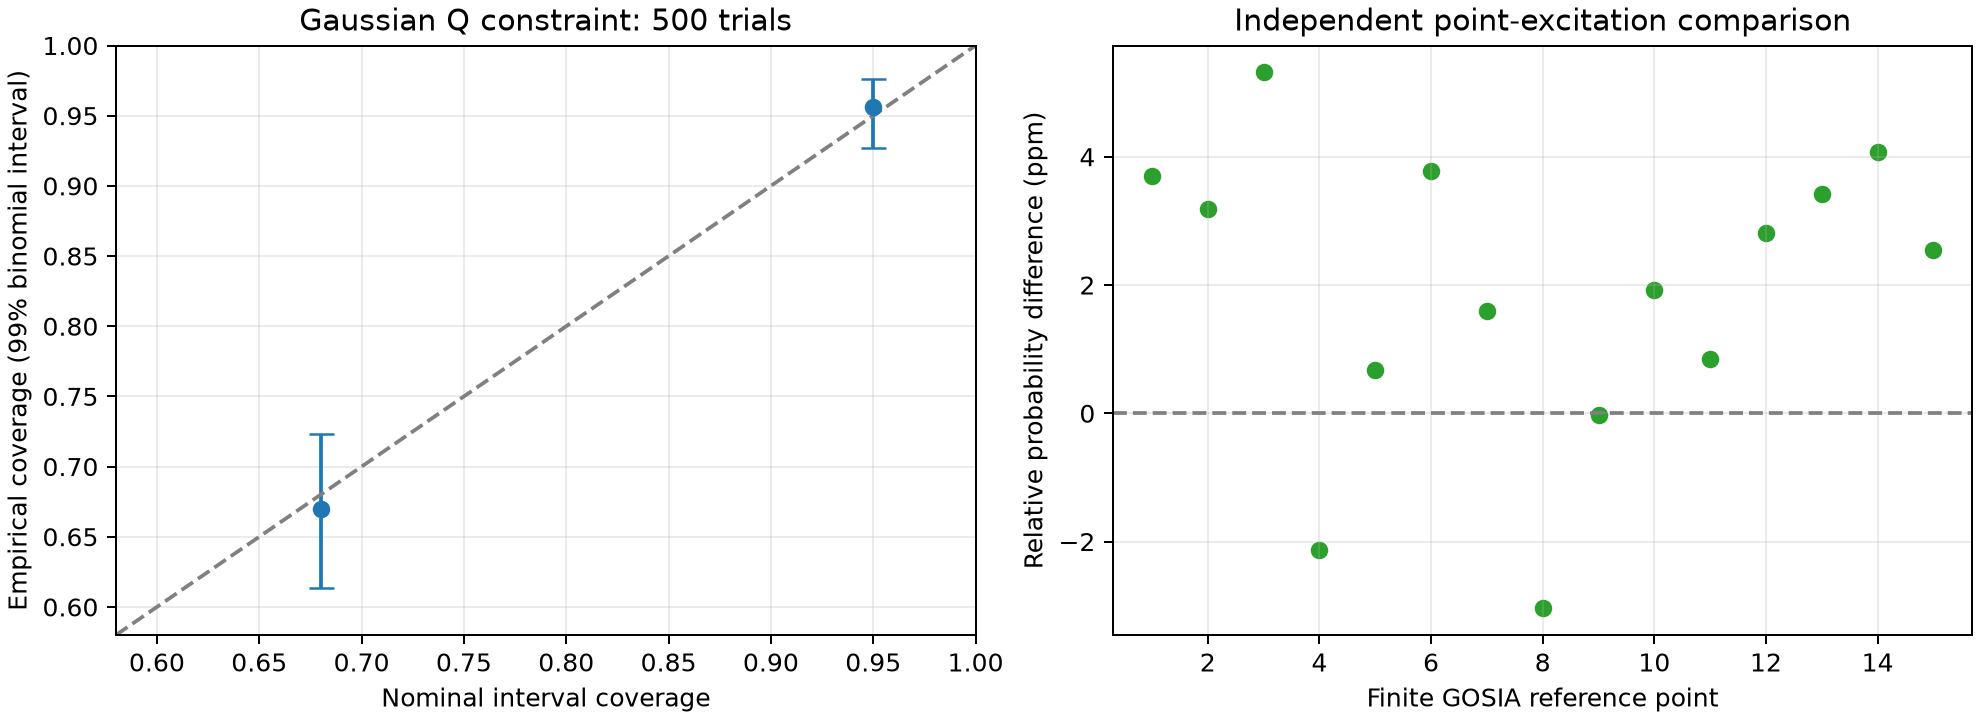 Gaussian Q constraint: 500 trials
Empirical coverage (99% binomial interval)
1.00
0.95
0.90
0.85
0.80
0.75
0.70
0.65
0.60
0.60 0.65 0.70 0.75 0.80 0.85 0.90 0.95 1.00
Nominal interval coverage
Independent point-excitation comparison
Relative probability difference (ppm)
4
2
0
−2
2 4 6 8 10 12 14
Finite GOSIA reference point